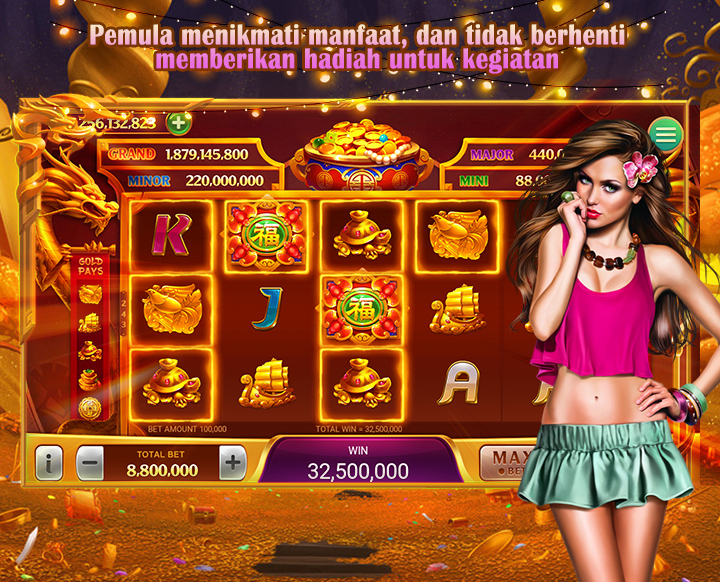 Pemula menikmati manfaat, dan tidak berhenti
memberikan hadiah untuk kegiatan
256,132,823
GRAND 1,879,145,800
MAJOR 440,0
MINOR 220,000,000
MINI 88,0
K
福
GOLD
PAYS
243
J
福
A
BET AMOUNT 100,000
TOTAL WIN = 32,500,000
TOTAL BET
8,800,000
WIN
32,500,000
MAX
BET